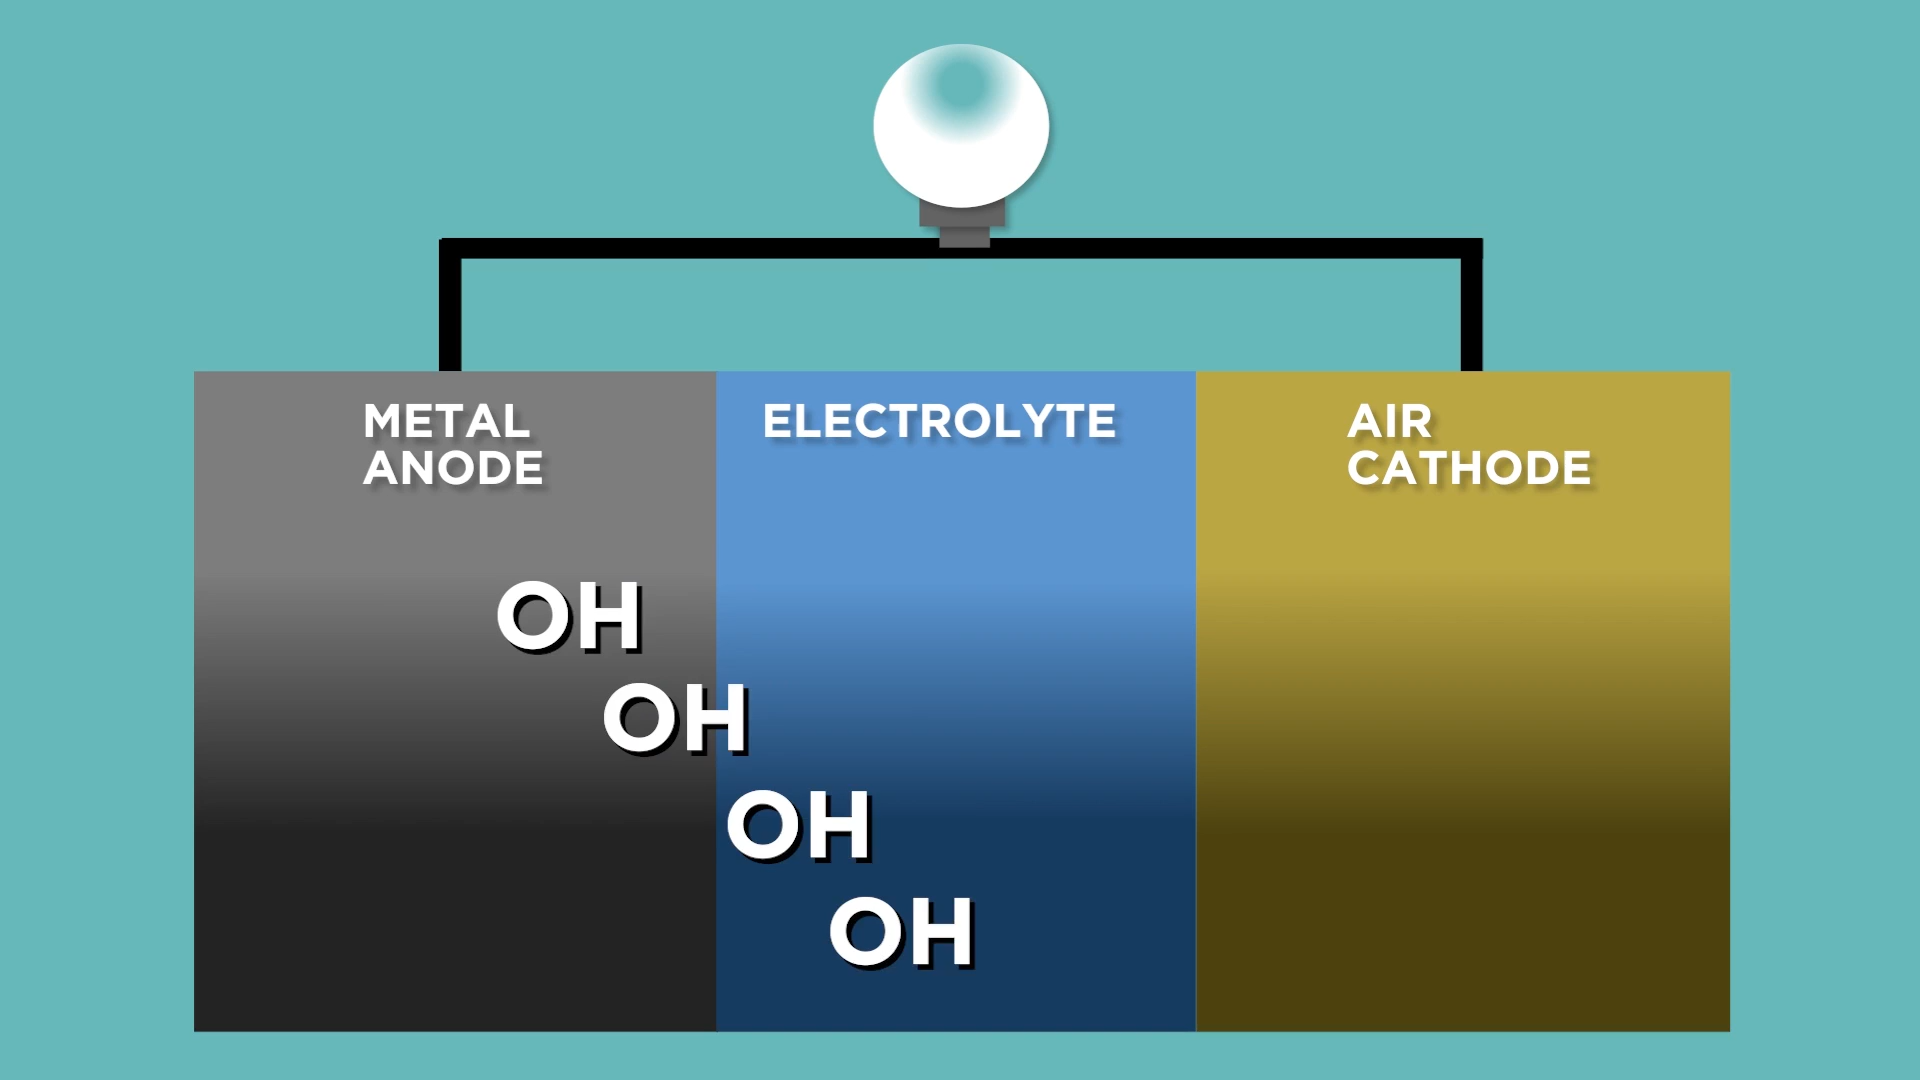 METAL
ANODE
ELECTROLYTE
AIR
CATHODE
OH
OH
OH
OH